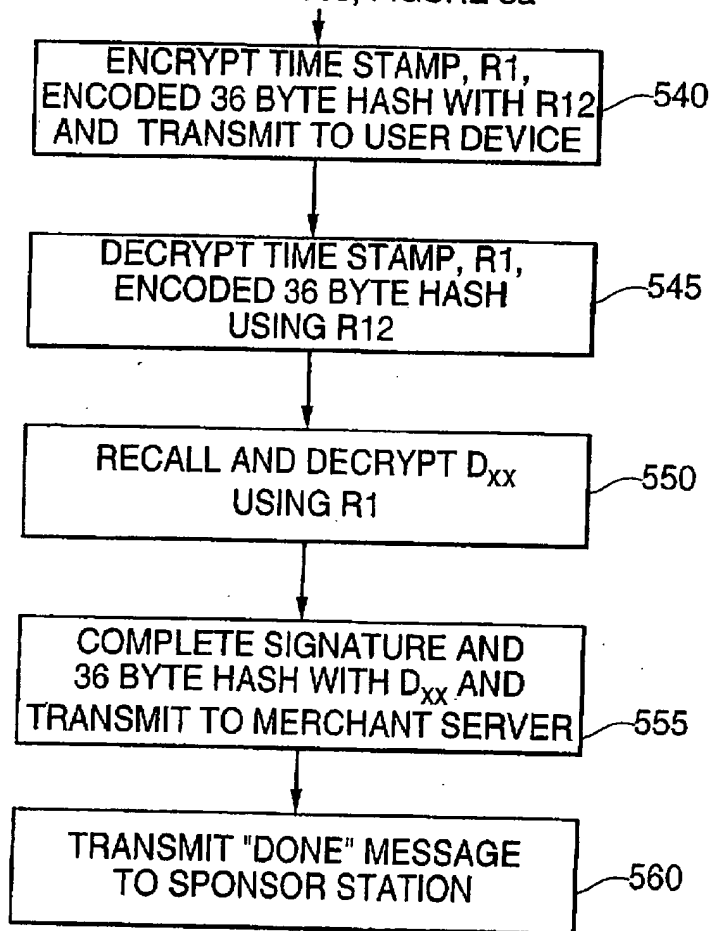 ENCRYPT TIME STAMP, R1,
ENCODED 36 BYTE HASH WITH R12
AND TRANSMIT TO USER DEVICE
540
DECRYPT TIME STAMP, R1,
ENCODED 36 BYTE HASH
USING R12
545
RECALL AND DECRYPT Dxx
USING R1
550
COMPLETE SIGNATURE AND
36 BYTE HASH WITH Dxx AND
TRANSMIT TO MERCHANT SERVER
555
TRANSMIT "DONE" MESSAGE
TO SPONSOR STATION
560